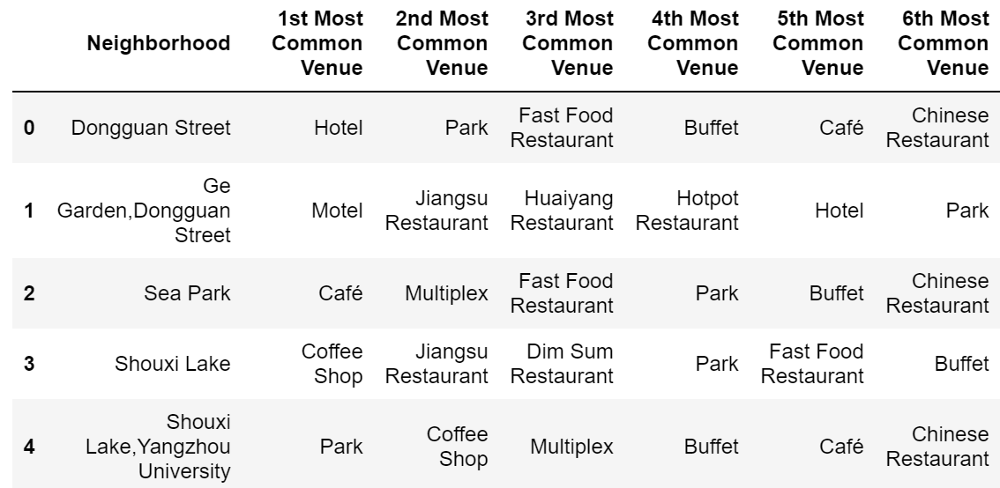 Neighborhood 1st Most Common Venue 2nd Most Common Venue 3rd Most Common Venue 4th Most Common Venue 5th Most Common Venue 6th Most Common Venue
0 Dongguan Street Hotel Park Fast Food Restaurant Buffet Café Chinese Restaurant
1 Ge Garden,Dongguan Street Motel Jiangsu Restaurant Huaiyang Restaurant Hotpot Restaurant Hotel Park
2 Sea Park Café Multiplex Fast Food Restaurant Park Buffet Chinese Restaurant
3 Shouxi Lake Coffee Shop Jiangsu Restaurant Dim Sum Restaurant Park Fast Food Restaurant Buffet
4 Shouxi Lake,Yangzhou University Park Coffee Shop Multiplex Buffet Café Chinese Restaurant